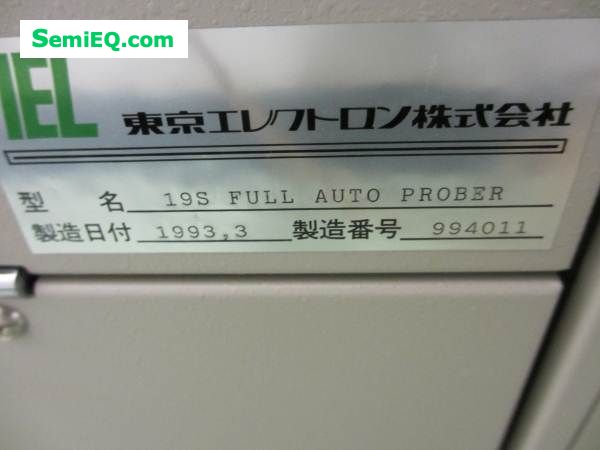 SemiEQ.com
TEL 東京エレクトロン株式会社
型 名 19S FULL AUTO PROBER
製造日付 1993,3 製造番号 994011